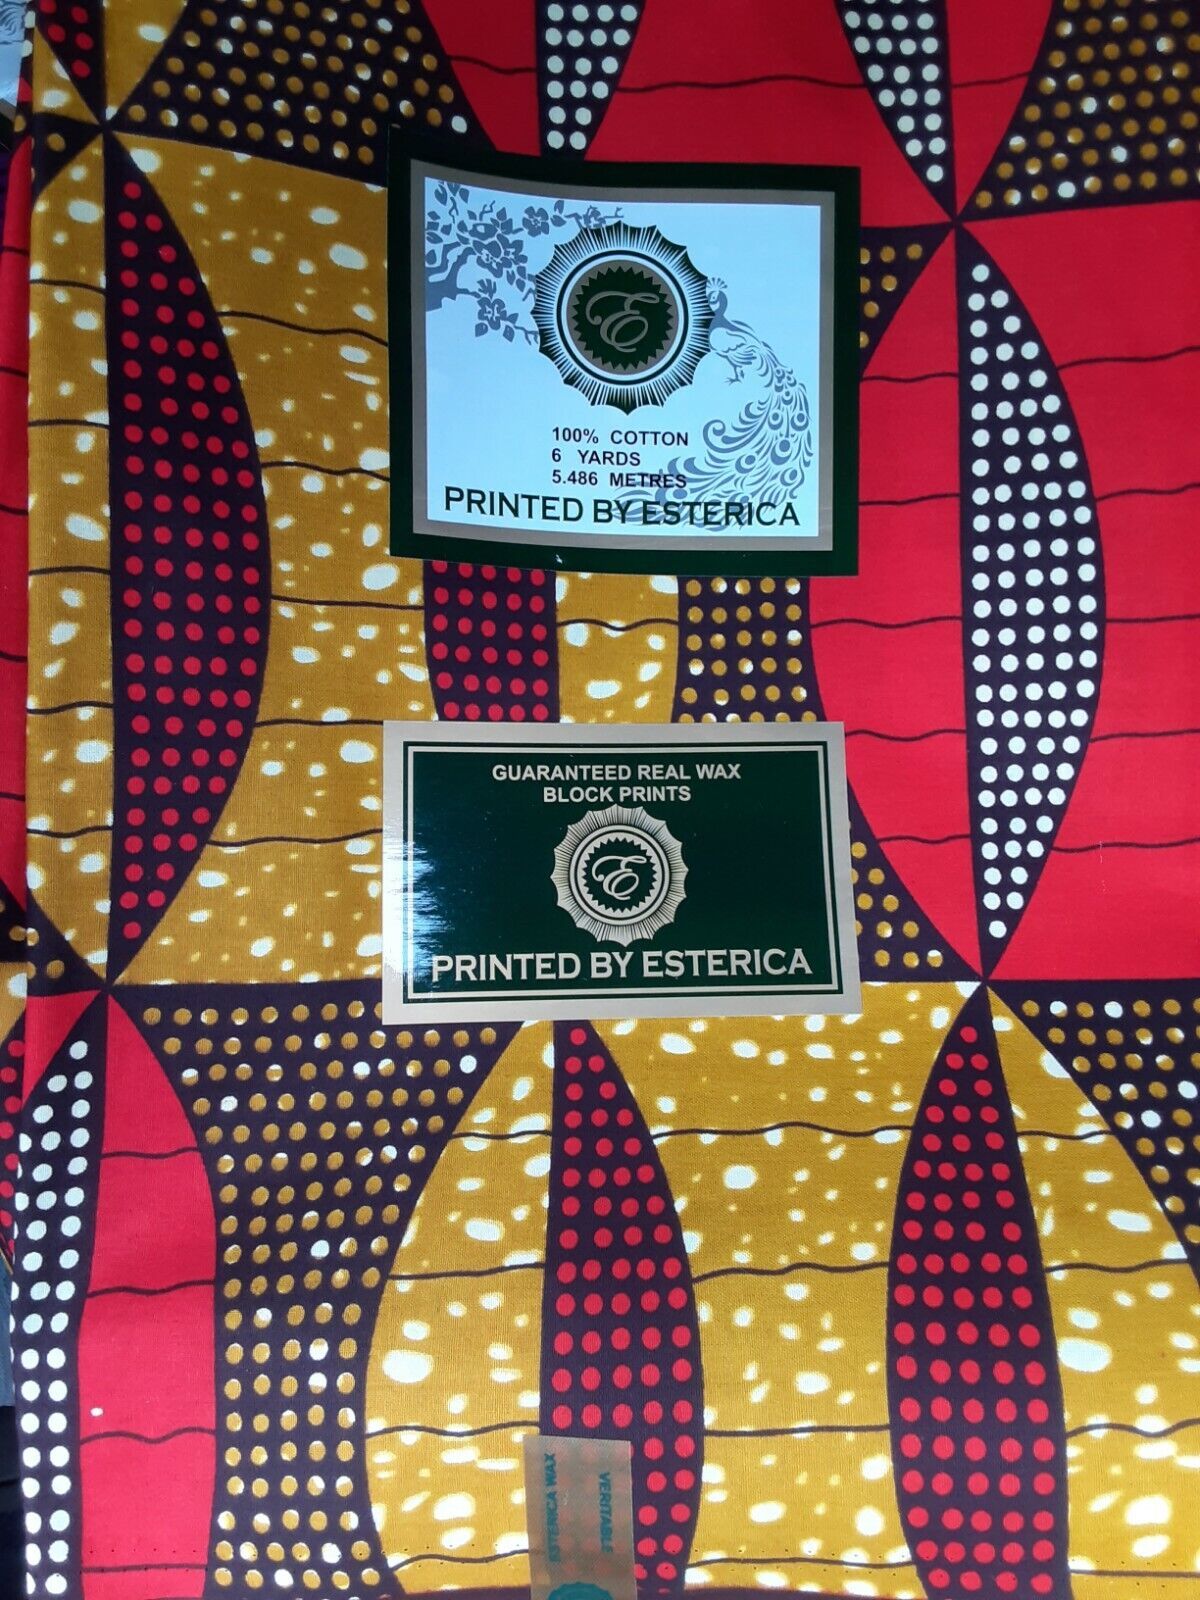 E
100% COTTON
6 YARDS
5.486 METRES
PRINTED BY ESTERICA
GUARANTEED REAL WAX
BLOCK PRINTS
E
PRINTED BY ESTERICA
ESTERICA WAX
VERITABLE